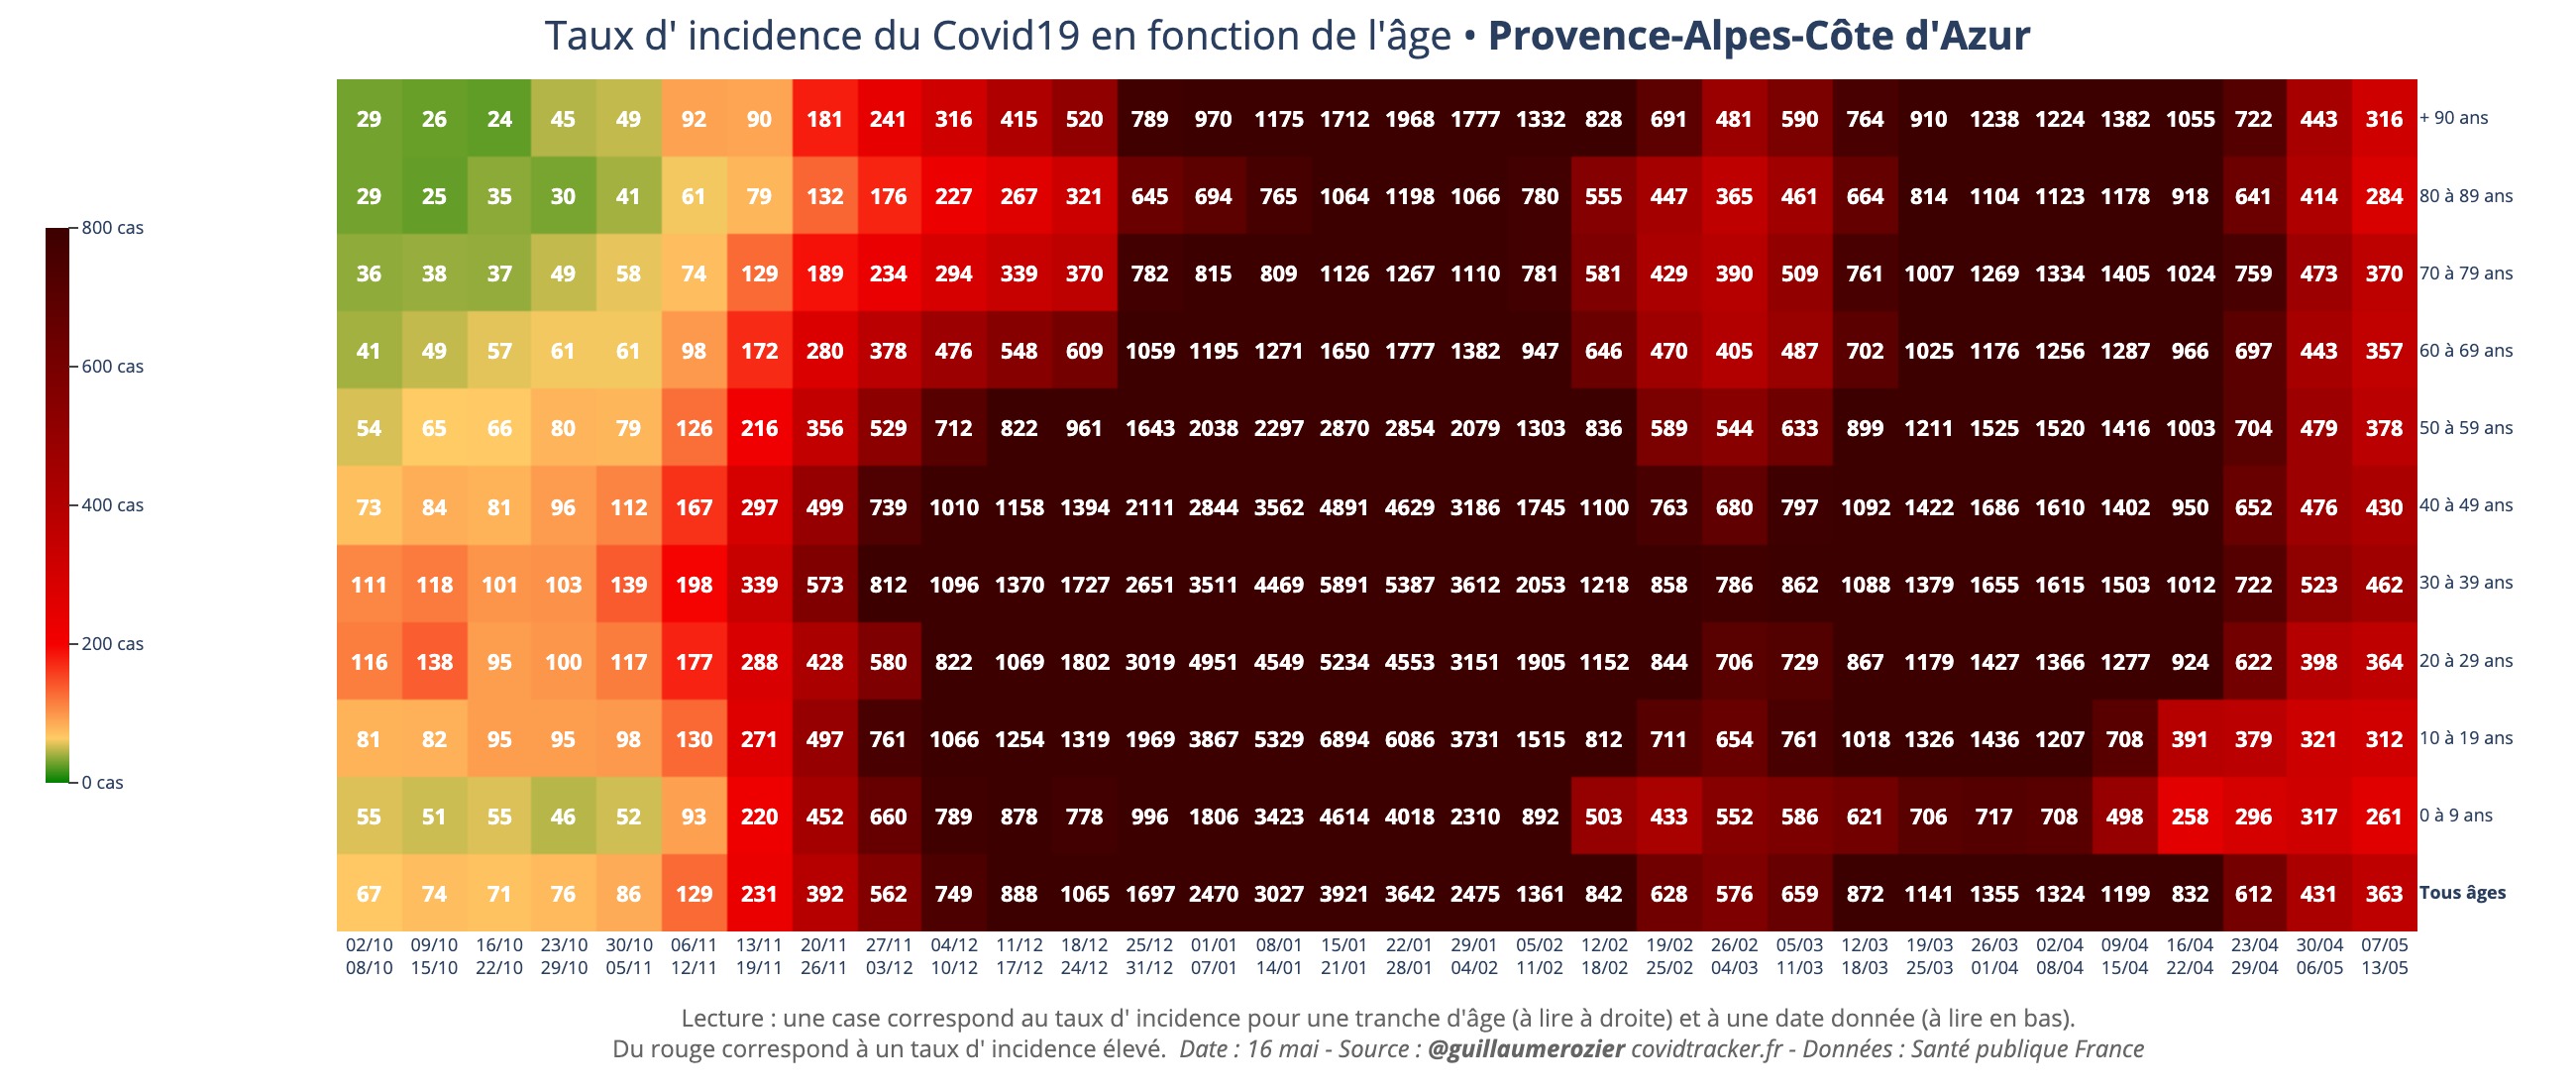 Taux d' incidence du Covid19 en fonction de l'âge • Provence-Alpes-Côte d'Azur
800 cas
600 cas
400 cas
200 cas
0 cas
29 26 24 45 49 92 90 181 241 316 415 520 789 970 1175 1712 1968 1777 1332 828 691 481 590 764 910 1238 1224 1382 1055 722 443 316 + 90 ans
29 25 35 30 41 61 79 132 176 227 267 321 645 694 765 1064 1198 1066 780 555 447 365 461 664 814 1104 1123 1178 918 641 414 284 80 à 89 ans
36 38 37 49 58 74 129 189 234 294 339 370 782 815 809 1126 1267 1110 781 581 429 390 509 761 1007 1269 1334 1405 1024 759 473 370 70 à 79 ans
41 49 57 61 61 98 172 280 378 476 548 609 1059 1195 1271 1650 1777 1382 947 646 470 405 487 702 1025 1176 1256 1287 966 697 443 357 60 à 69 ans
54 65 66 80 79 126 216 356 529 712 822 961 1643 2038 2297 2870 2854 2079 1303 836 589 544 633 899 1211 1525 1520 1416 1003 704 479 378 50 à 59 ans
73 84 81 96 112 167 297 499 739 1010 1158 1394 2111 2844 3562 4891 4629 3186 1745 1100 763 680 797 1092 1422 1686 1610 1402 950 652 476 430 40 à 49 ans
111 118 101 103 139 198 339 573 812 1096 1370 1727 2651 3511 4469 5891 5387 3612 2053 1218 858 786 862 1088 1379 1655 1615 1503 1012 722 523 462 30 à 39 ans
116 138 95 100 117 177 288 428 580 822 1069 1802 3019 4951 4549 5234 4553 3151 1905 1152 844 706 729 867 1179 1427 1366 1277 924 622 398 364 20 à 29 ans
81 82 95 95 98 130 271 497 761 1066 1254 1319 1969 3867 5329 6894 6086 3731 1515 812 711 654 761 1018 1326 1436 1207 708 391 379 321 312 10 à 19 ans
55 51 55 46 52 93 220 452 660 789 878 778 996 1806 3423 4614 4018 2310 892 503 433 552 586 621 706 717 708 498 258 296 317 261 0 à 9 ans
67 74 71 76 86 129 231 392 562 749 888 1065 1697 2470 3027 3921 3642 2475 1361 842 628 576 659 872 1141 1355 1324 1199 832 612 431 363 Tous âges
02/10 09/10 16/10 23/10 30/10 06/11 13/11 20/11 27/11 04/12 11/12 18/12 25/12 01/01 08/01 15/01 22/01 29/01 05/02 12/02 19/02 26/02 05/03 12/03 19/03 26/03 02/04 09/04 16/04 23/04 30/04 07/05
08/10 15/10 22/10 29/10 05/11 12/11 19/11 26/11 03/12 10/12 17/12 24/12 31/12 07/01 14/01 21/01 28/01 04/02 11/02 18/02 25/02 04/03 11/03 18/03 25/03 01/04 08/04 15/04 22/04 29/04 06/05 13/05
Lecture : une case correspond au taux d' incidence pour une tranche d'âge (à lire à droite) et à une date donnée (à lire en bas).
Du rouge correspond à un taux d' incidence élevé. Date : 16 mai - Source : @guillaumerozier covidtracker.fr - Données : Santé publique France